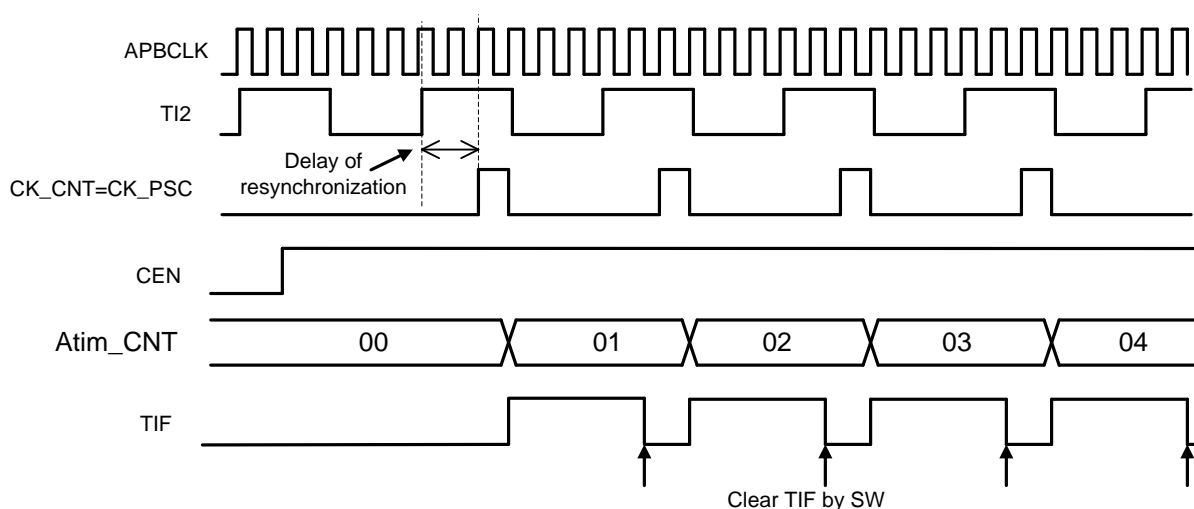 APBCLK
TI2
Delay of
resynchronization
CK_CNT=CK_PSC
CEN
Atim_CNT
00
01
02
03
04
TIF
Clear TIF by SW